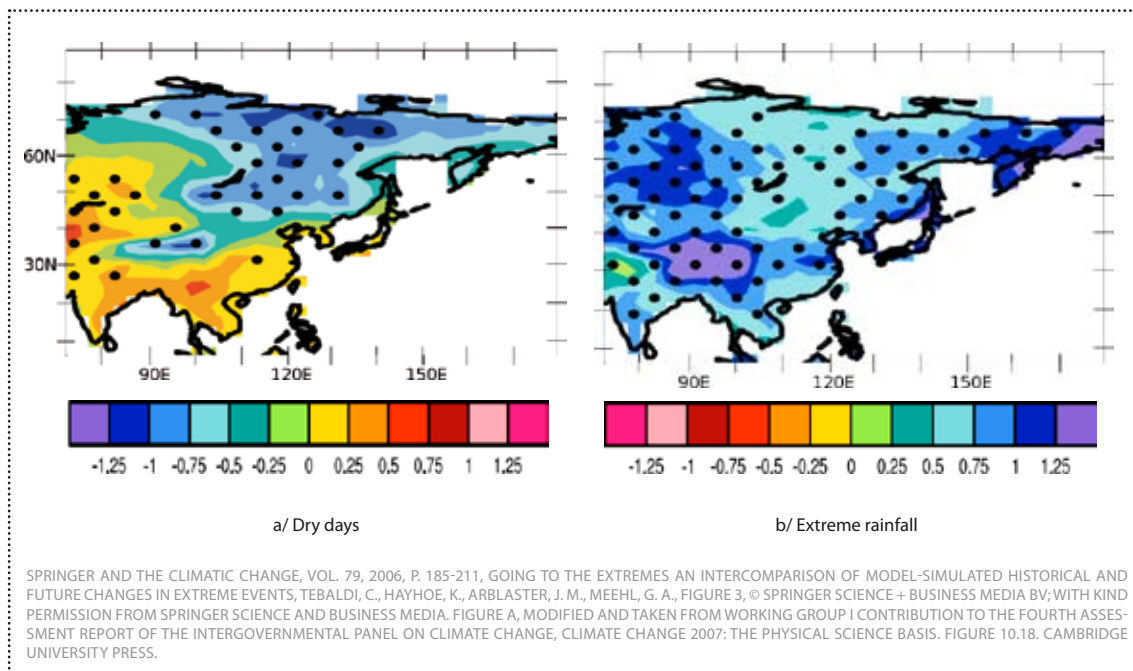 60N
30N
90E 120E 150E
90E 120E 150E
-1.25 -1 -0.75 -0.5 -0.25 0 0.25 0.5 0.75 1 1.25
-1.25 -1 -0.75 -0.5 -0.25 0 0.25 0.5 0.75 1 1.25
a/ Dry days
b/ Extreme rainfall
SPRINGER AND THE CLIMATIC CHANGE, VOL. 79, 2006, P. 185-211, GOING TO THE EXTREMES AN INTERCOMPARISON OF MODEL-SIMULATED HISTORICAL AND
FUTURE CHANGES IN EXTREME EVENTS, TEBALDI, C., HAYHOE, K., ARBLASTER, J. M., MEEHL, G. A., FIGURE 3, © SPRINGER SCIENCE + BUSINESS MEDIA BV; WITH KIND
PERMISSION FROM SPRINGER SCIENCE AND BUSINESS MEDIA. FIGURE A, MODIFIED AND TAKEN FROM WORKING GROUP I CONTRIBUTION TO THE FOURTH ASSES-
SMENT REPORT OF THE INTERGOVERNMENTAL PANEL ON CLIMATE CHANGE, CLIMATE CHANGE 2007: THE PHYSICAL SCIENCE BASIS. FIGURE 10.18. CAMBRIDGE
UNIVERSITY PRESS.